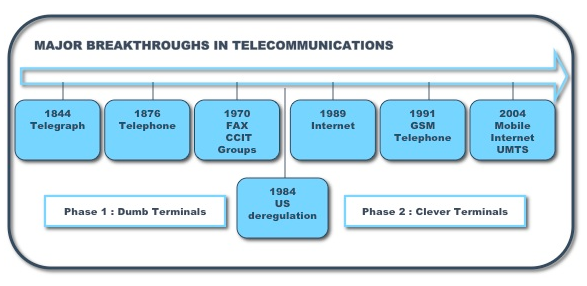 MAJOR BREAKTHROUGHS IN TELECOMMUNICATIONS
1844
Telegraph
1876
Telephone
1970
FAX
CCIT
Groups
1989
Internet
1991
GSM
Telephone
2004
Mobile
Internet
UMTS
1984
US
deregulation
Phase 1 : Dumb Terminals
Phase 2 : Clever Terminals